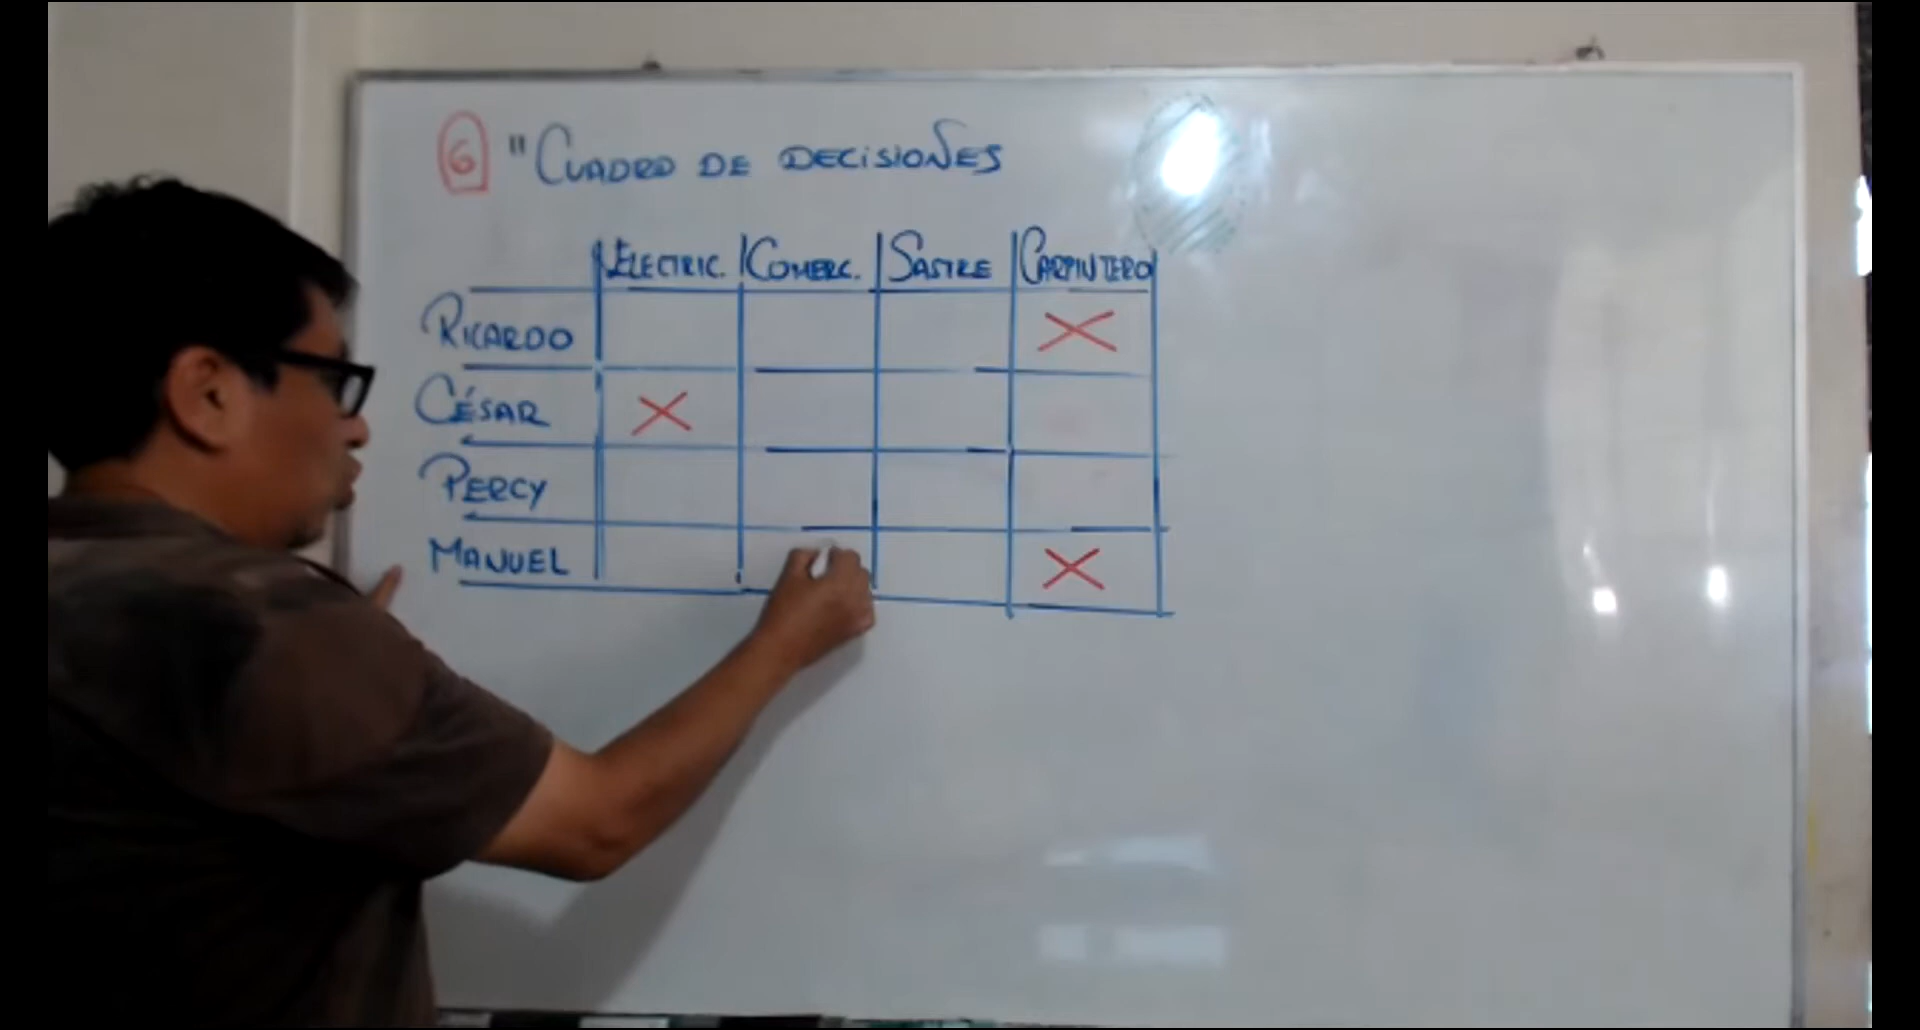 6 "CUADRO DE DECISIONES
ELECTRIC. COMERC. SASTRE CARPINTERO
RICARDO X
CÉSAR X
PERCY
MANUEL X